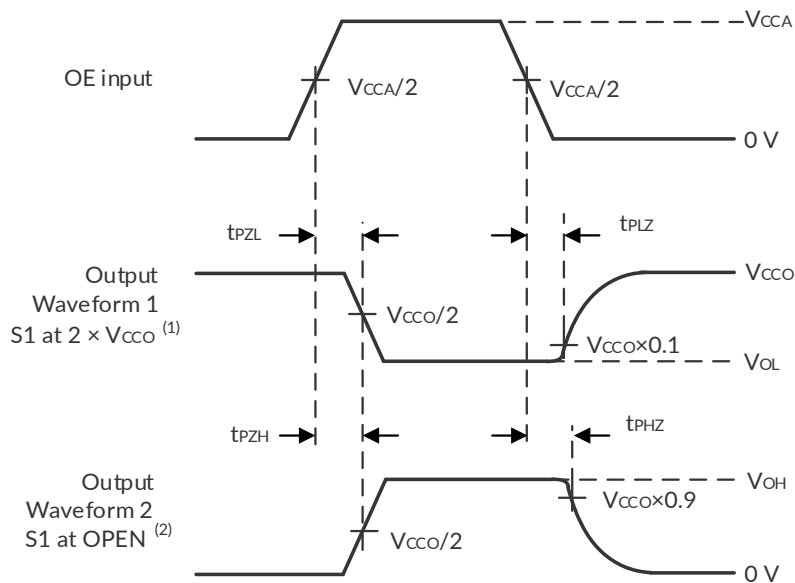 VCCA
OE input
VCCA/2
VCCA/2
0 V
tPZL
tPLZ
Output
Waveform 1
S1 at 2 × VCCO (1)
VCCO
VCCO/2
VCCO×0.1
VOL
tPZH
tPHZ
Output
Waveform 2
S1 at OPEN (2)
VOH
VCCO×0.9
VCCO/2
0 V